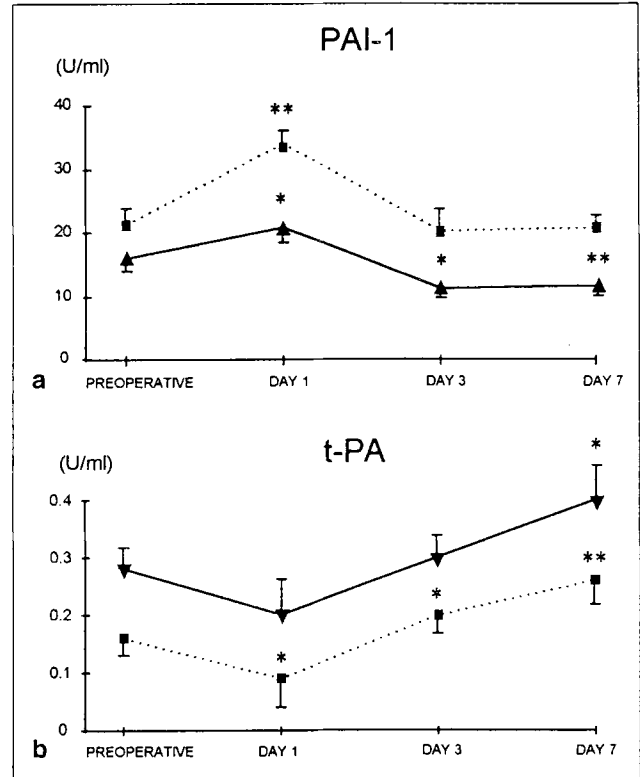 PAI-1
(U/ml)
40
**
30
*
20
* **
10
0
a
PREOPERATIVE DAY 1 DAY 3 DAY 7
t-PA
(U/ml)
*
0.4
0.3
**
*
0.2
*
0.1
0
b
PREOPERATIVE DAY 1 DAY 3 DAY 7